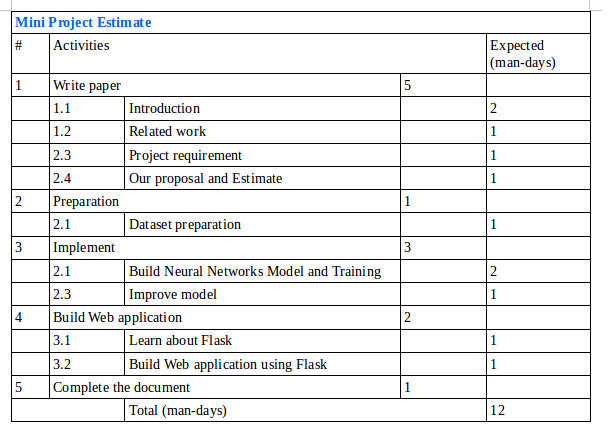 Mini Project Estimate
# Activities Expected
(man-days)
1 Write paper 5
1.1 Introduction 2
1.2 Related work 1
2.3 Project requirement 1
2.4 Our proposal and Estimate 1
2 Preparation 1
2.1 Dataset preparation 1
3 Implement 3
2.1 Build Neural Networks Model and Training 2
2.3 Improve model 1
4 Build Web application 2
3.1 Learn about Flask 1
3.2 Build Web application using Flask 1
5 Complete the document 1
Total (man-days) 12